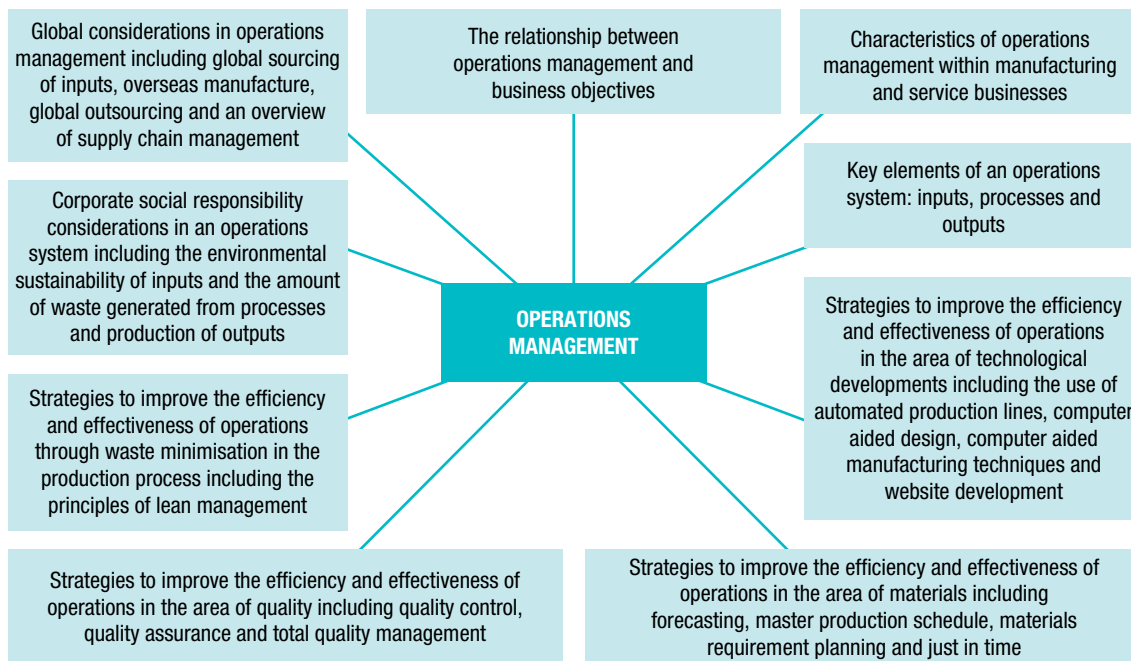 Global considerations in operations
management including global sourcing
of inputs, overseas manufacture,
global outsourcing and an overview
of supply chain management
The relationship between
operations management and
business objectives
Characteristics of operations
management within manufacturing
and service businesses
Corporate social responsibility
considerations in an operations
system including the environmental
sustainability of inputs and the amount
of waste generated from processes
and production of outputs
Key elements of an operations
system: inputs, processes and
outputs
OPERATIONS
MANAGEMENT
Strategies to improve the efficiency
and effectiveness of operations
in the area of technological
developments including the use of
automated production lines, computer
aided design, computer aided
manufacturing techniques and
website development
Strategies to improve the efficiency
and effectiveness of operations
through waste minimisation in the
production process including the
principles of lean management
Strategies to improve the efficiency and effectiveness of
operations in the area of quality including quality control,
quality assurance and total quality management
Strategies to improve the efficiency and effectiveness of
operations in the area of materials including
forecasting, master production schedule, materials
requirement planning and just in time